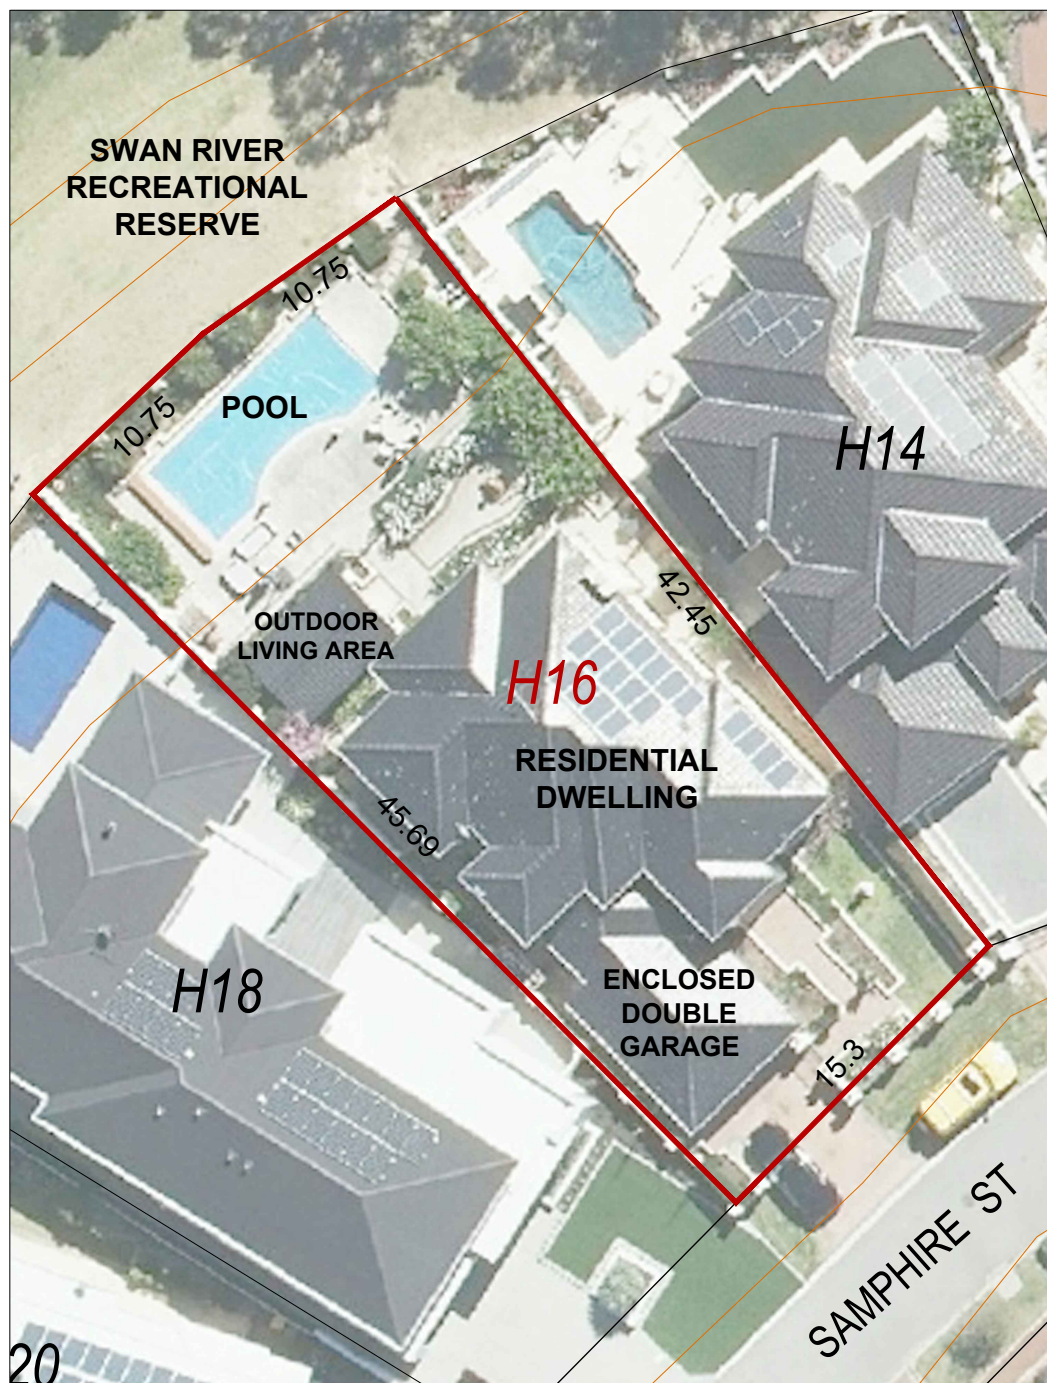 SWAN RIVER
RECREATIONAL
RESERVE
10.75
10.75
POOL
H14
42.45
OUTDOOR
LIVING AREA
H16
RESIDENTIAL
DWELLING
45.69
H18
ENCLOSED
DOUBLE
GARAGE
15.3
SAMPHIRE ST
20